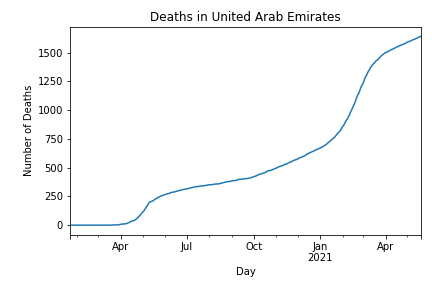 Deaths in United Arab Emirates
Number of Deaths
1500
1250
1000
750
500
250
0
Apr Jul Oct Jan Apr
2021
Day